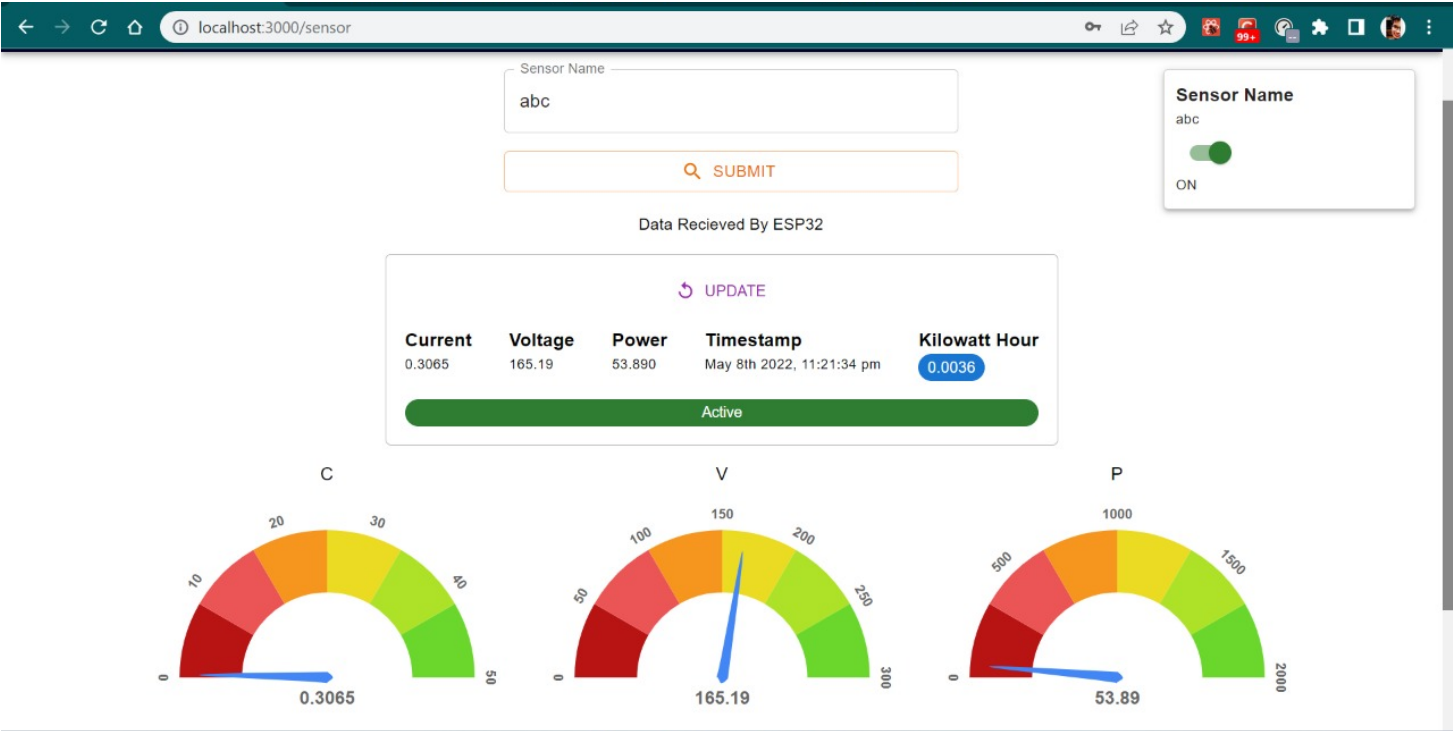 localhost:3000/sensor
99+
Sensor Name
abc
SUBMIT
Sensor Name
abc
ON
Data Recieved By ESP32
UPDATE
Current Voltage Power Timestamp Kilowatt Hour
0.3065 165.19 53.890 May 8th 2022, 11:21:34 pm 0.0036
Active
C
0 10 20 30 40 50
0.3065
V
0 50 100 150 200 250 300
165.19
P
0 500 1000 1500 2000
53.89